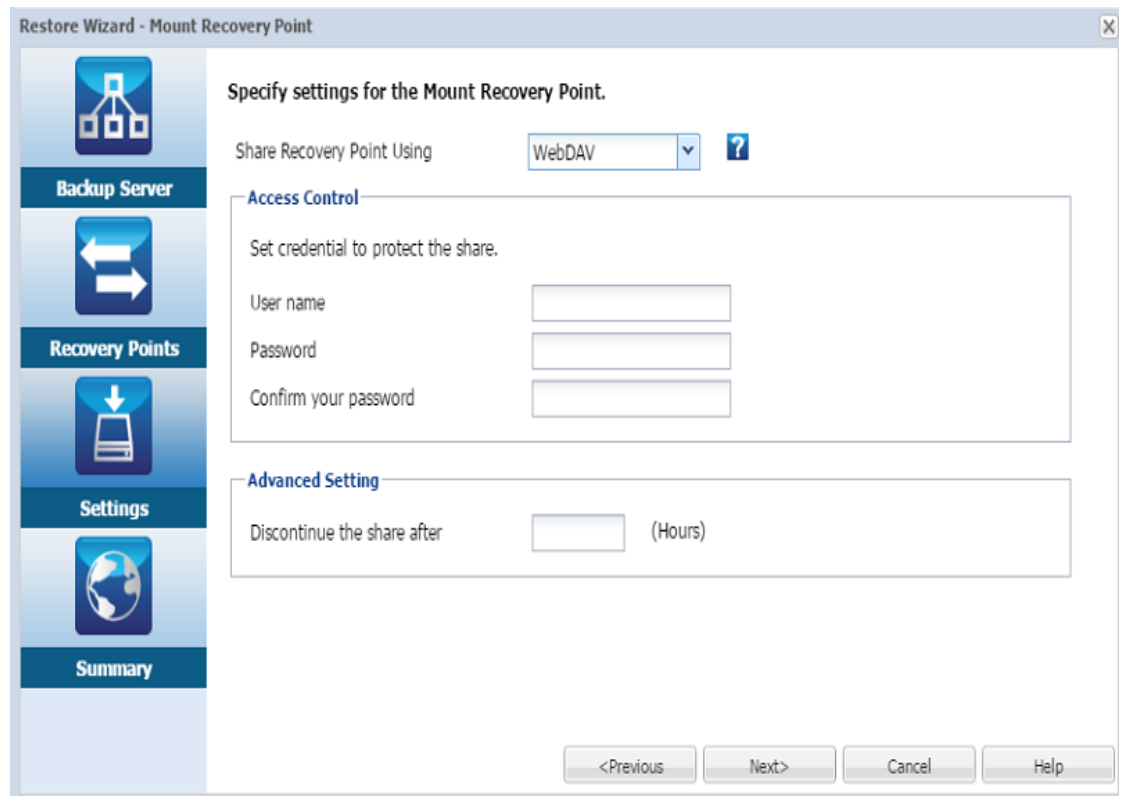 Restore Wizard - Mount Recovery Point
X
Backup Server
Recovery Points
Settings
Summary
Specify settings for the Mount Recovery Point.
Share Recovery Point Using WebDAV ?
Access Control
Set credential to protect the share.
User name
Password
Confirm your password
Advanced Setting
Discontinue the share after (Hours)
<Previous Next> Cancel Help